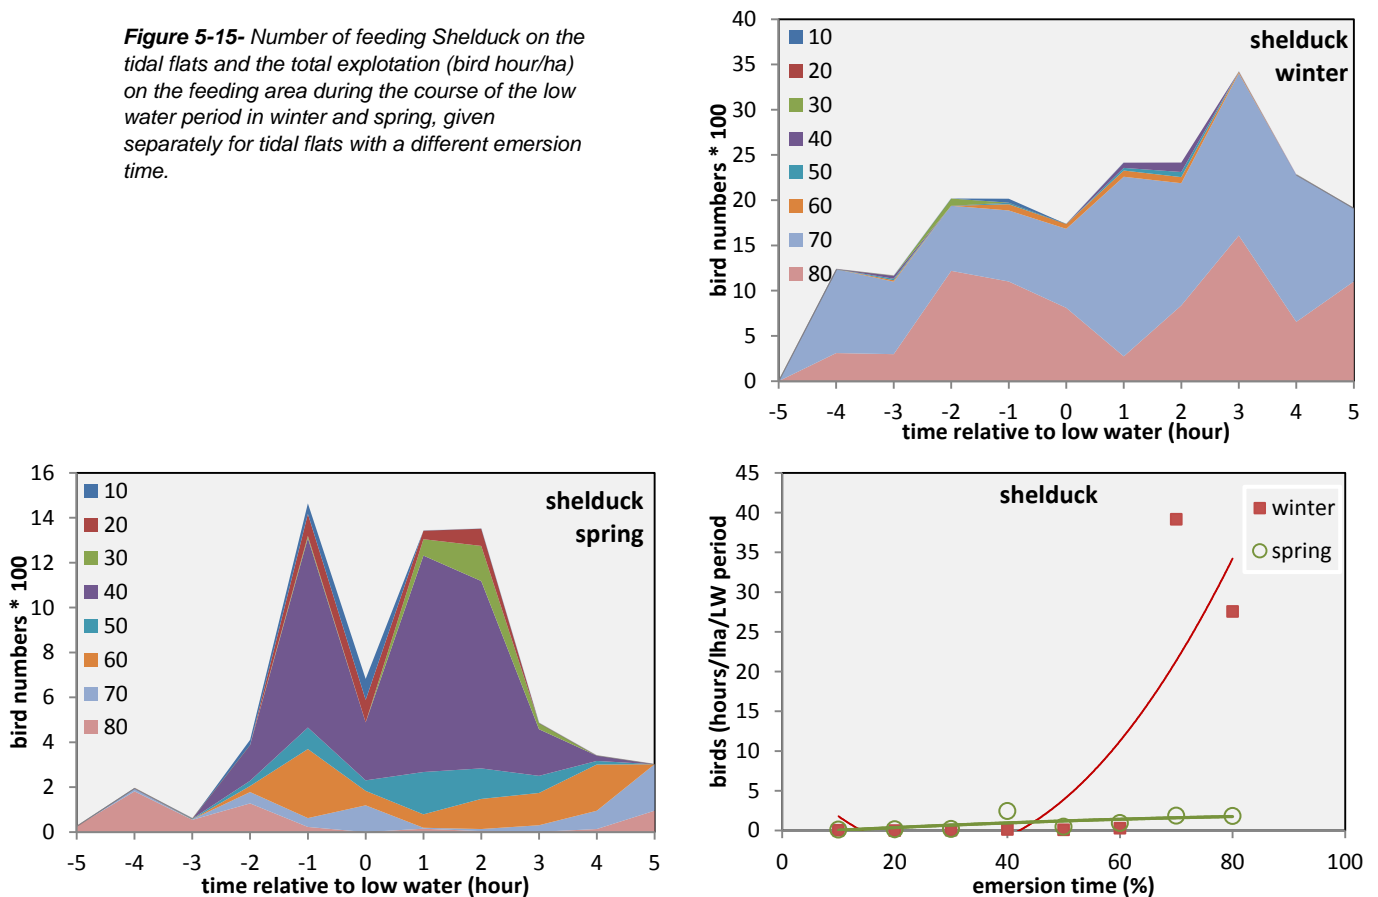 Figure 5-15- Number of feeding Shelduck on the
tidal flats and the total explotation (bird hour/ha)
on the feeding area during the course of the low
water period in winter and spring, given
separately for tidal flats with a different emersion
time.
shelduck
winter
bird numbers * 100
40
35
30
25
20
15
10
5
0
10
20
30
40
50
60
70
80
-5 -4 -3 -2 -1 0 1 2 3 4 5
time relative to low water (hour)
shelduck
spring
bird numbers * 100
16
14
12
10
8
6
4
2
0
10
20
30
40
50
60
70
80
-5 -4 -3 -2 -1 0 1 2 3 4 5
time relative to low water (hour)
shelduck
birds (hours/lha/LW period
45
40
35
30
25
20
15
10
5
0
winter
spring
0 20 40 60 80 100
emersion time (%)